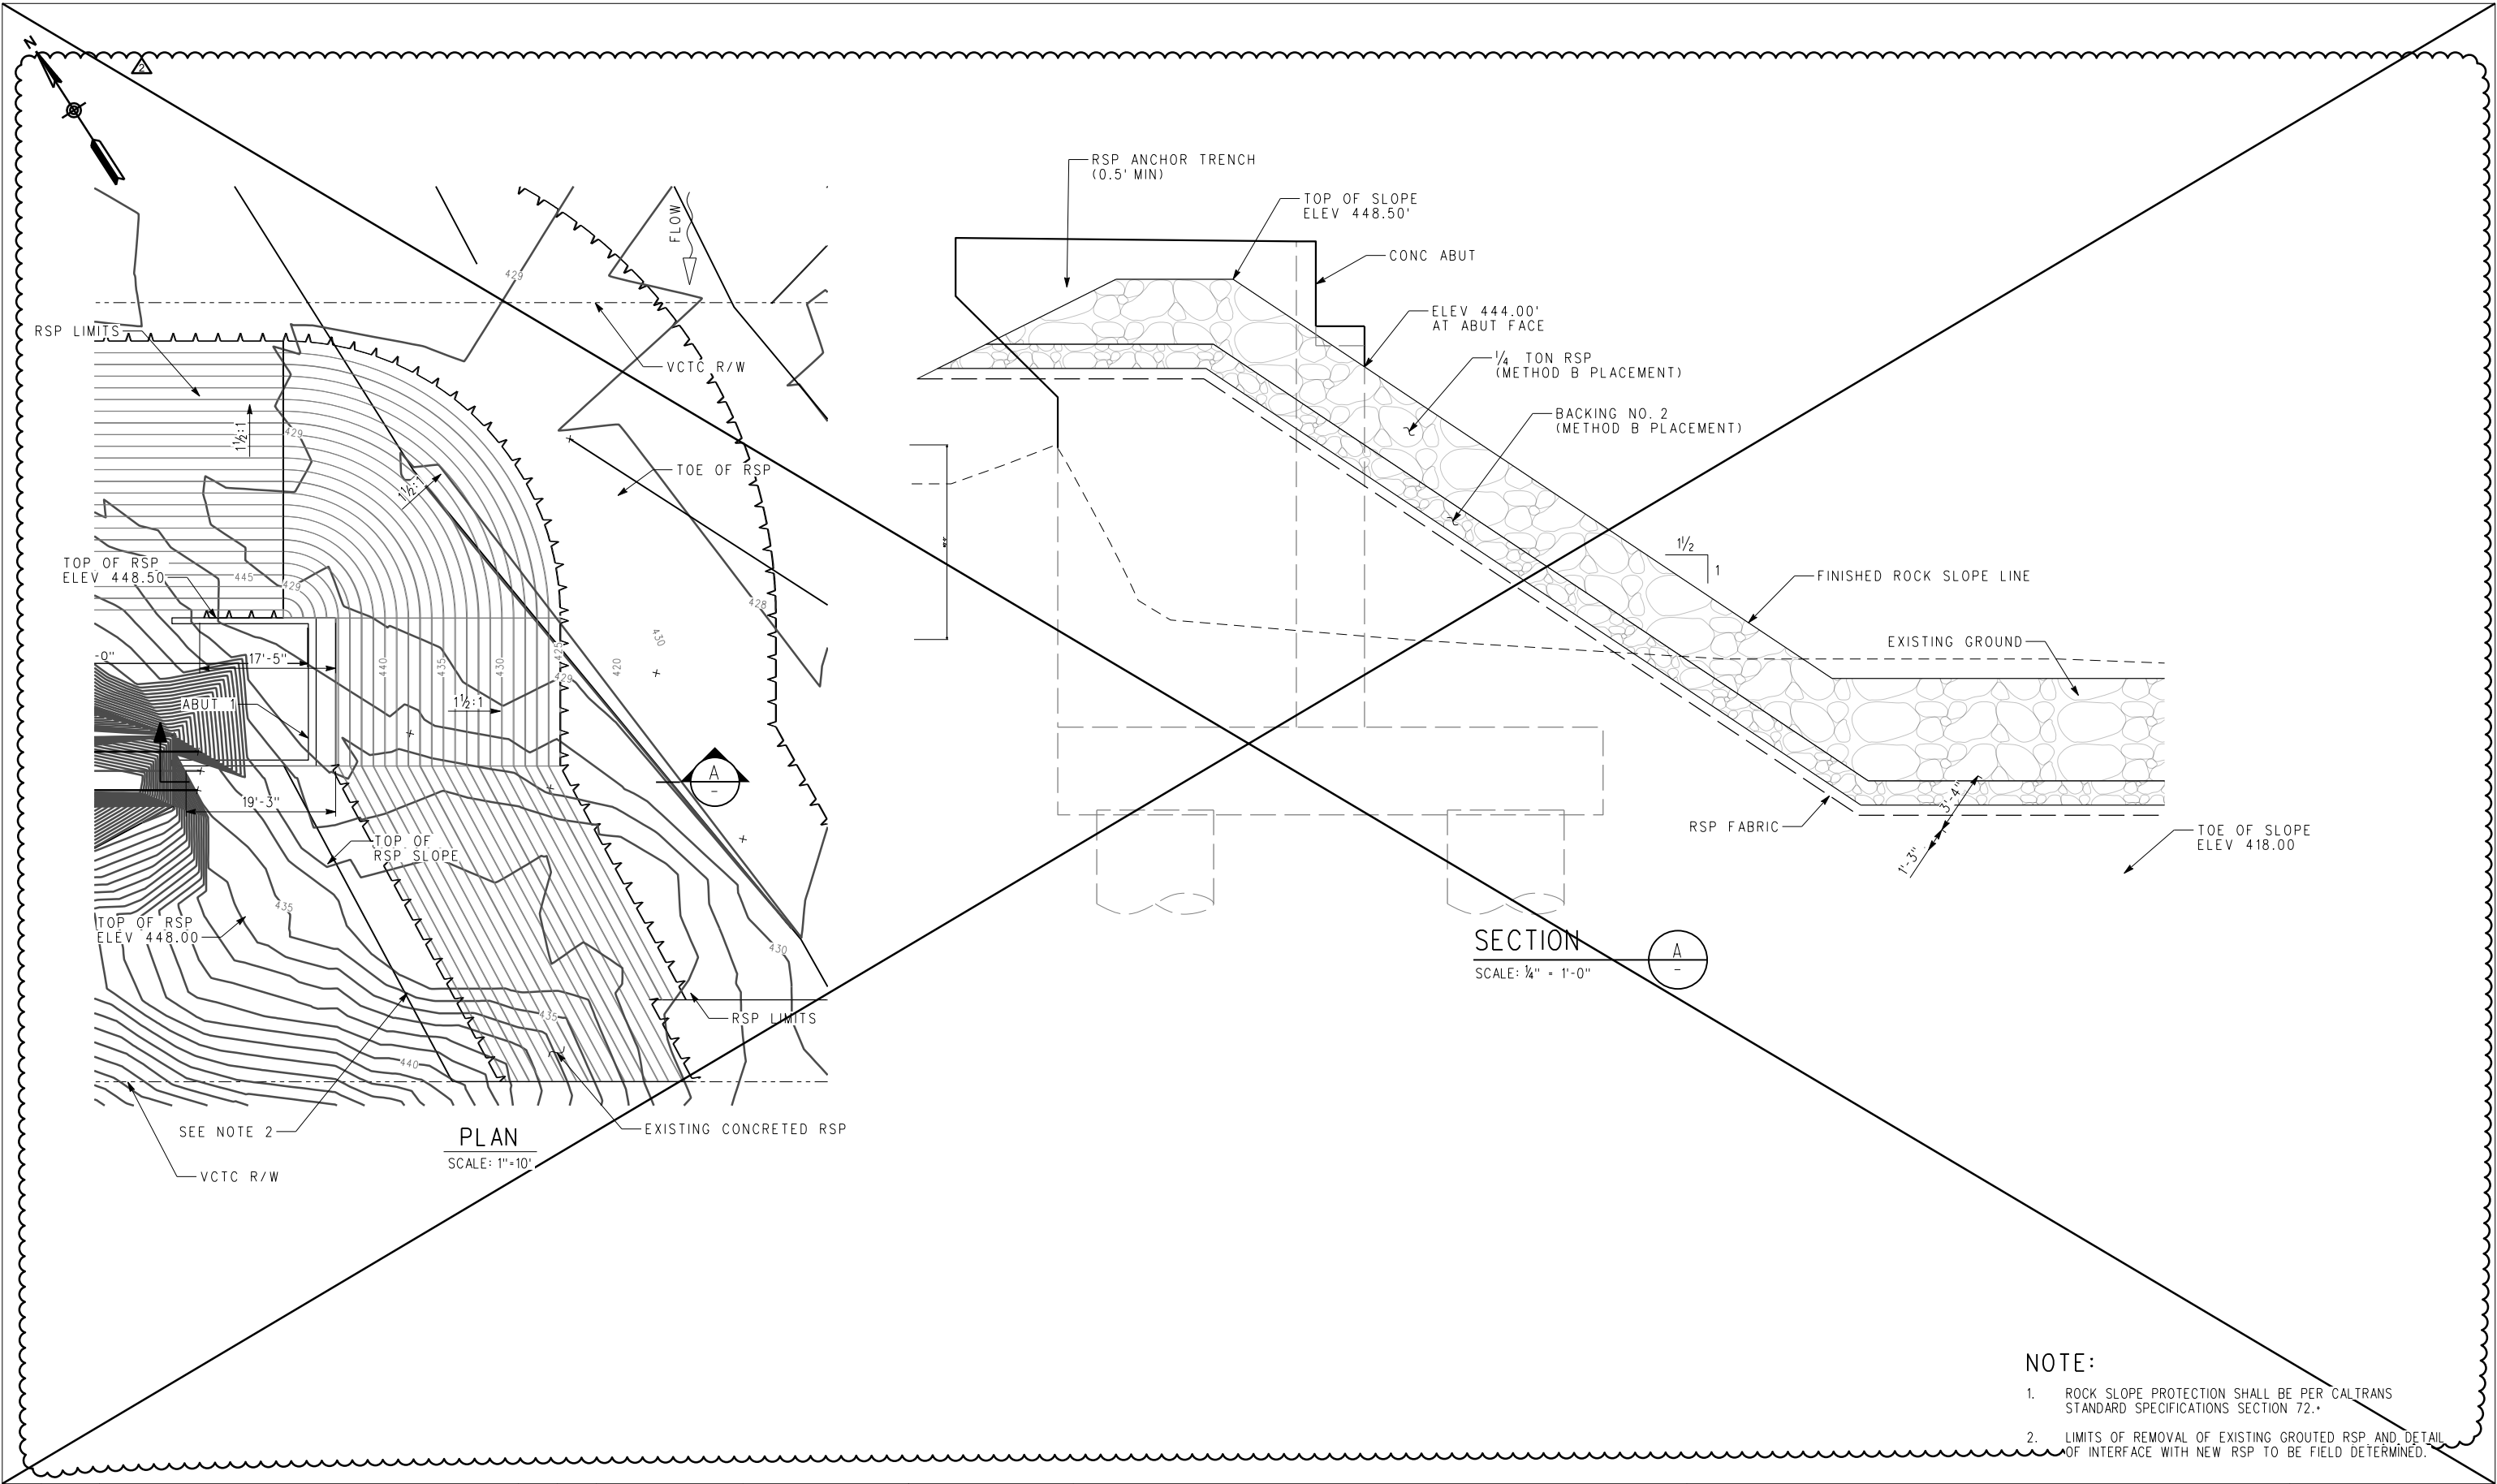 N
2
RSP LIMITS
429
FLOW
VCTC R/W
1½:1
429
1½:1
TOE OF RSP
TOP OF RSP
ELEV 448.50
445
429
428
430
-0"
17'-5"
440
435
430
425
420
429
ABUT 1
1½:1
A
-
19'-3"
TOP OF
RSP SLOPE
435
TOP OF RSP
ELEV 448.00
430
435
RSP LIMITS
440
SEE NOTE 2
EXISTING CONCRETED RSP
VCTC R/W
PLAN
SCALE: 1"=10'
RSP ANCHOR TRENCH
(0.5' MIN)
TOP OF SLOPE
ELEV 448.50'
CONC ABUT
ELEV 444.00'
AT ABUT FACE
¼ TON RSP
(METHOD B PLACEMENT)
BACKING NO. 2
(METHOD B PLACEMENT)
1½
1
FINISHED ROCK SLOPE LINE
EXISTING GROUND
RSP FABRIC
3'-4"
1'-3"
TOE OF SLOPE
ELEV 418.00
SECTION
A
-
SCALE: ¼" = 1'-0"
NOTE:
1. ROCK SLOPE PROTECTION SHALL BE PER CALTRANS
STANDARD SPECIFICATIONS SECTION 72.*
2. LIMITS OF REMOVAL OF EXISTING GROUTED RSP AND DETAIL
OF INTERFACE WITH NEW RSP TO BE FIELD DETERMINED.